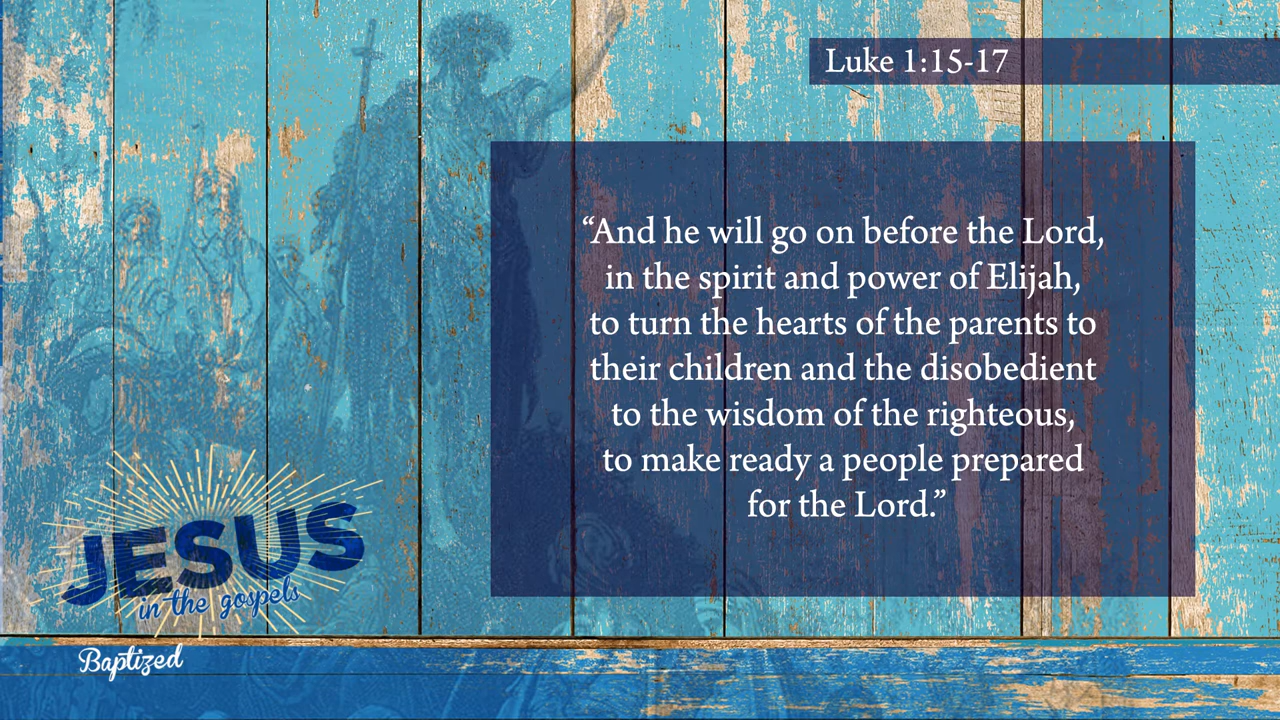 Luke 1:15-17
“And he will go on before the Lord,
in the spirit and power of Elijah,
to turn the hearts of the parents to
their children and the disobedient
to the wisdom of the righteous,
to make ready a people prepared
for the Lord.”
JESUS
in the gospels
Baptized